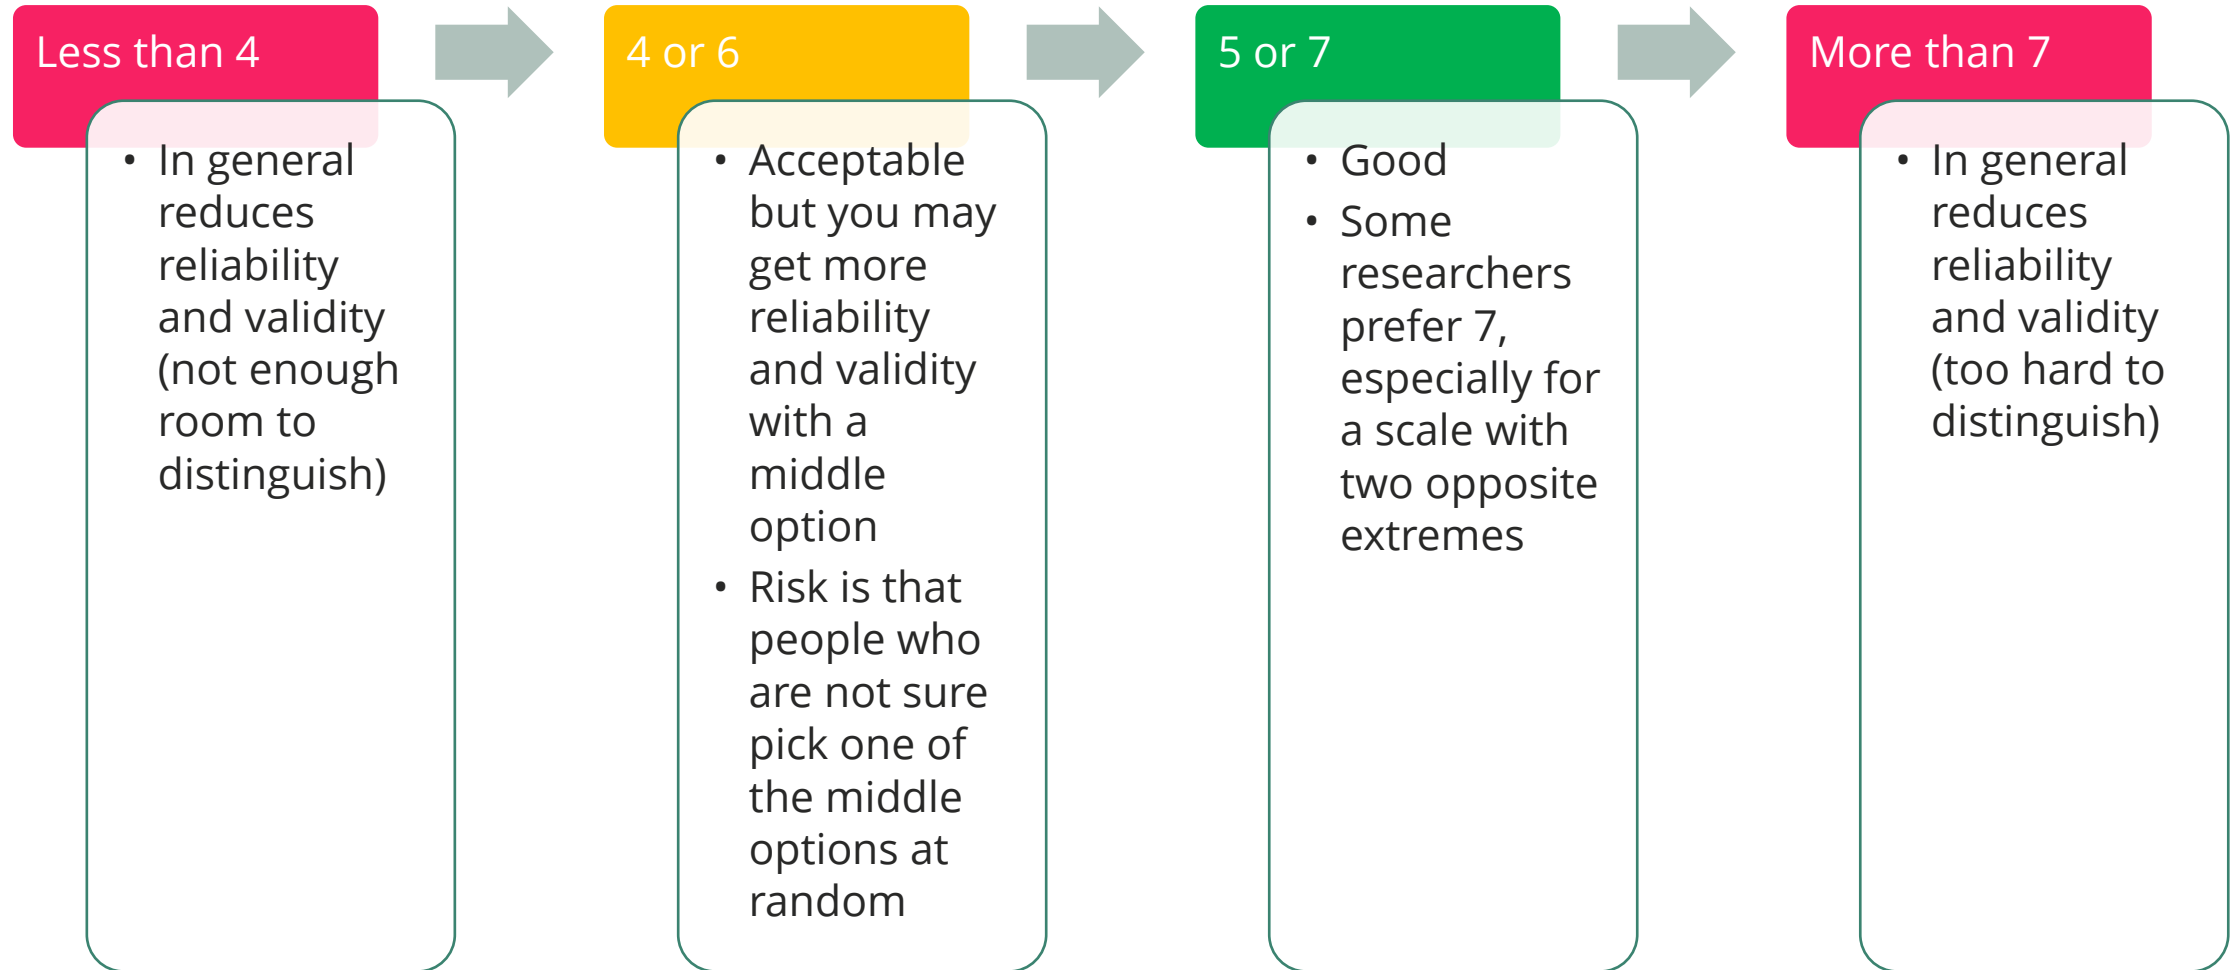 Less than 4
• In general
reduces
reliability
and validity
(not enough
room to
distinguish)
4 or 6
• Acceptable
but you may
get more
reliability
and validity
with a
middle
option
• Risk is that
people who
are not sure
pick one of
the middle
options at
random
5 or 7
• Good
• Some
researchers
prefer 7,
especially for
a scale with
two opposite
extremes
More than 7
• In general
reduces
reliability
and validity
(too hard to
distinguish)